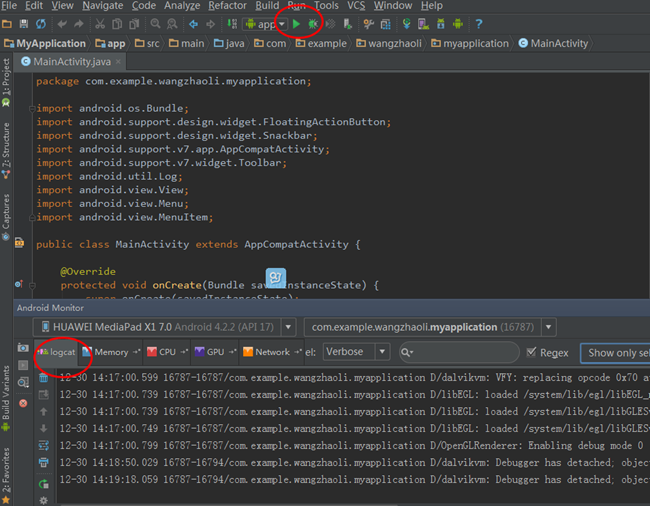 File Edit View Navigate Code Analyze Refactor Build Run Tools VCS Window Help
app
MyApplication app src main java com example wangzhaoli myapplication MainActivity
1: Project
7: Structure
Captures
Build Variants
2: Favorites
MainActivity.java
package com.example.wangzhaoli.myapplication;
import android.os.Bundle;
import android.support.design.widget.FloatingActionButton;
import android.support.design.widget.Snackbar;
import android.support.v7.app.AppCompatActivity;
import android.support.v7.widget.Toolbar;
import android.util.Log;
import android.view.View;
import android.view.Menu;
import android.view.MenuItem;
public class MainActivity extends AppCompatActivity {
@Override
protected void onCreate(Bundle savedInstanceState) {
super.onCreate(savedInstanceState);
Android Monitor
HUAWEI MediaPad X1 7.0 Android 4.2.2 (API 17) com.example.wangzhaoli.myapplication (16787)
logcat Memory CPU GPU Network el: Verbose Regex Show only sel
12-30 14:17:00.599 16787-16787/com.example.wangzhaoli.myapplication D/dalvikvm: VFY: replacing opcode 0x70 a
12-30 14:17:00.739 16787-16787/com.example.wangzhaoli.myapplication D/libEGL: loaded /system/lib/egl/libEGL_
12-30 14:17:00.739 16787-16787/com.example.wangzhaoli.myapplication D/libEGL: loaded /system/lib/egl/libGLES
12-30 14:17:00.749 16787-16787/com.example.wangzhaoli.myapplication D/libEGL: loaded /system/lib/egl/libGLES
12-30 14:17:00.799 16787-16787/com.example.wangzhaoli.myapplication D/OpenGLRenderer: Enabling debug mode 0
12-30 14:18:50.029 16787-16794/com.example.wangzhaoli.myapplication D/dalvikvm: Debugger has detached; objec
12-30 14:19:18.059 16787-16794/com.example.wangzhaoli.myapplication D/dalvikvm: Debugger has detached; objec